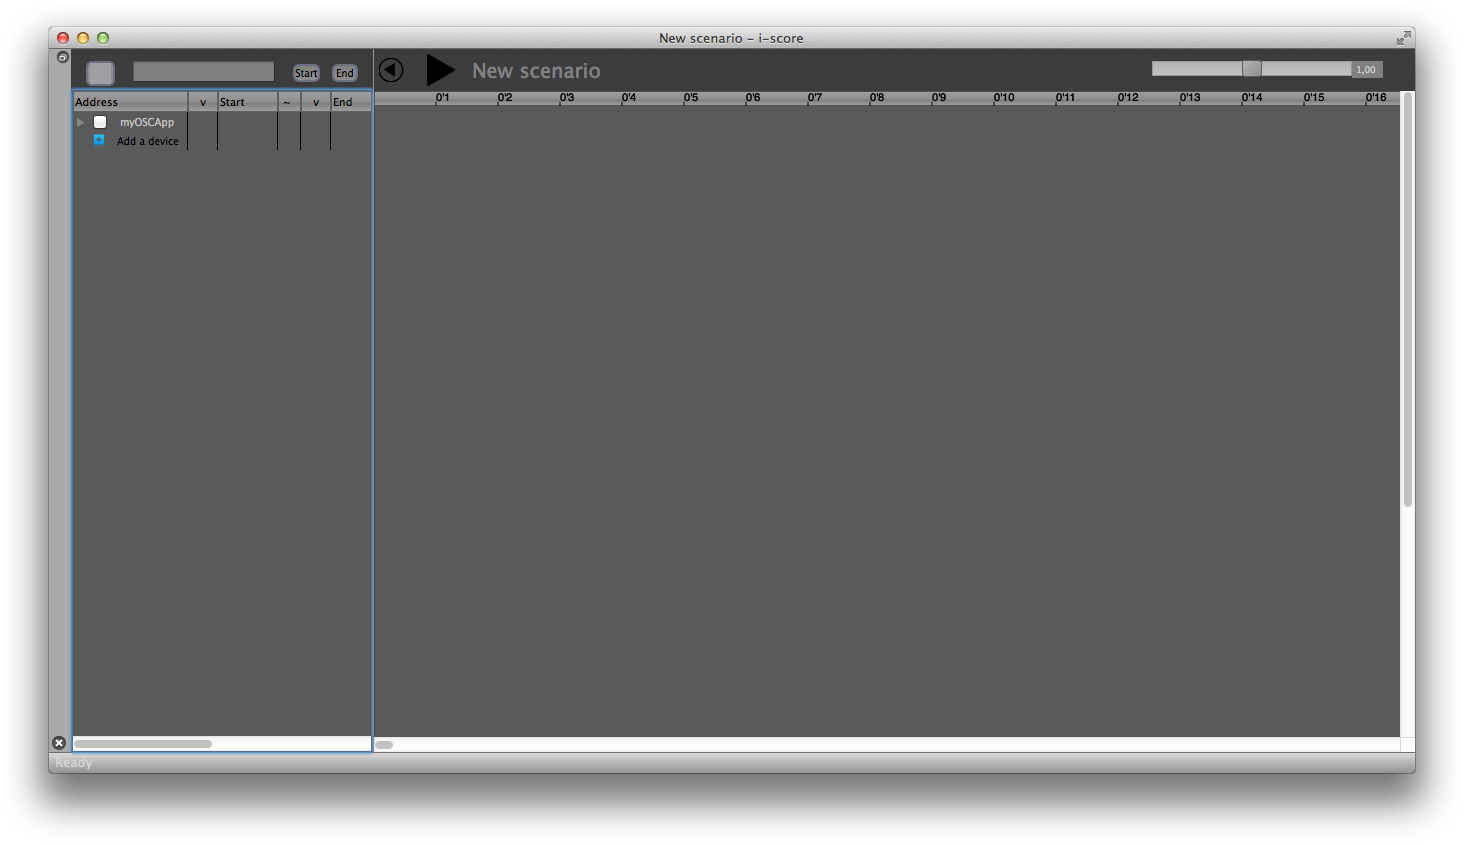 New scenario – i-score
Start End New scenario 1,00
Address v Start ~ v End 0'1 0'2 0'3 0'4 0'5 0'6 0'7 0'8 0'9 0'10 0'11 0'12 0'13 0'14 0'15 0'16
myOSCApp
Add a device
Ready